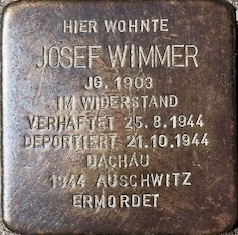 HIER WOHNTE
JOSEF WIMMER
JG. 1903
IM WIDERSTAND
VERHAFTET 25.8.1944
DEPORTIERT 21.10.1944
DACHAU
1944 AUSCHWITZ
ERMORDET